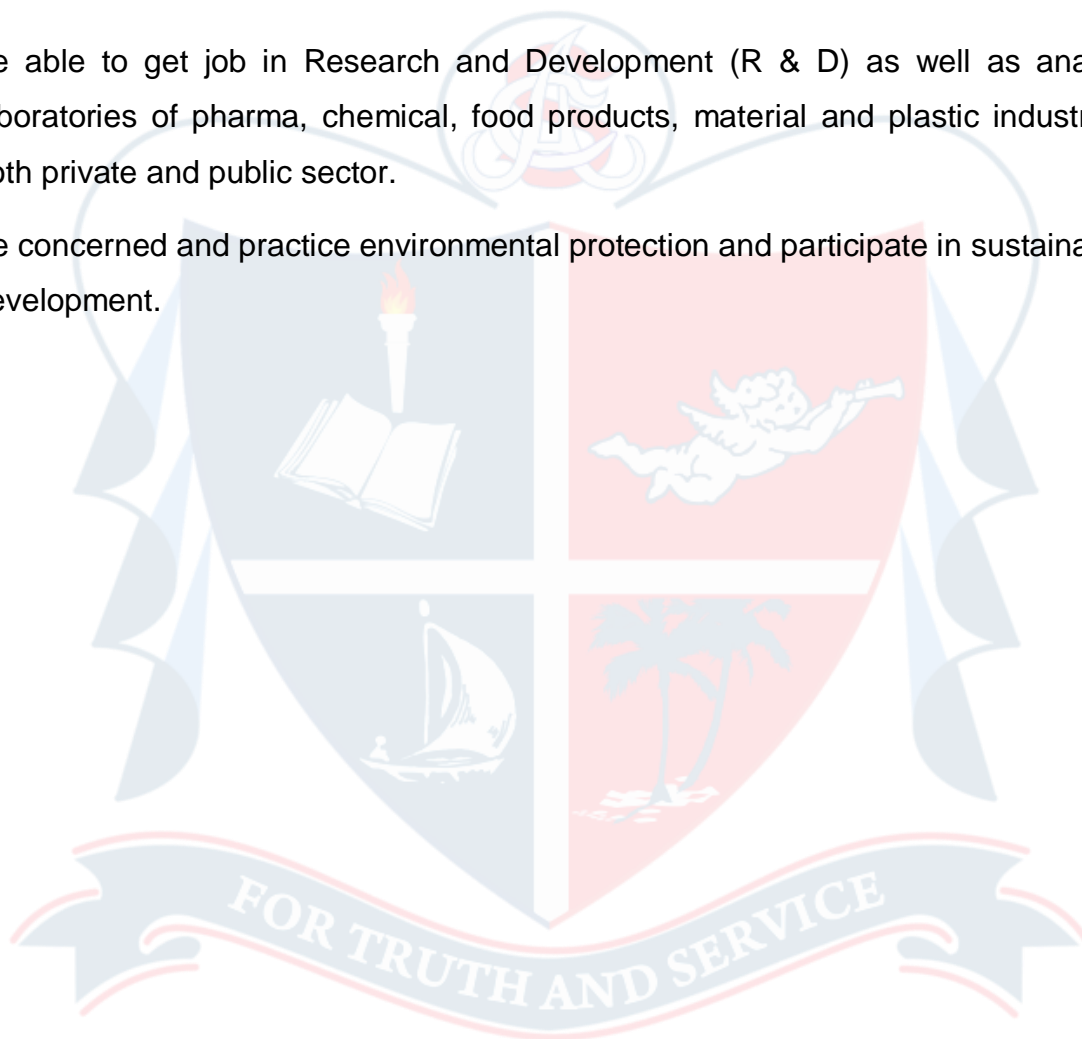 e able to get job in Research and Development (R & D) as well as ana
boratories of pharma, chemical, food products, material and plastic industr
oth private and public sector.
e concerned and practice environmental protection and participate in sustaina
evelopment.
FOR TRUTH AND SERVICE